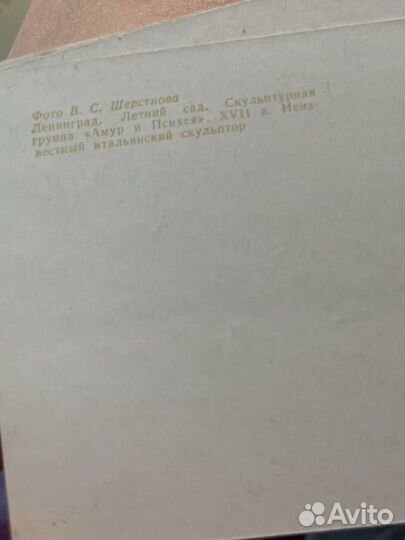 Фото В. С. Шерстнова
Ленинград. Летний сад. Скульптурная
группа «Амур и Психея». XVII в. Неиз-
вестный итальянский скульптор
Avito